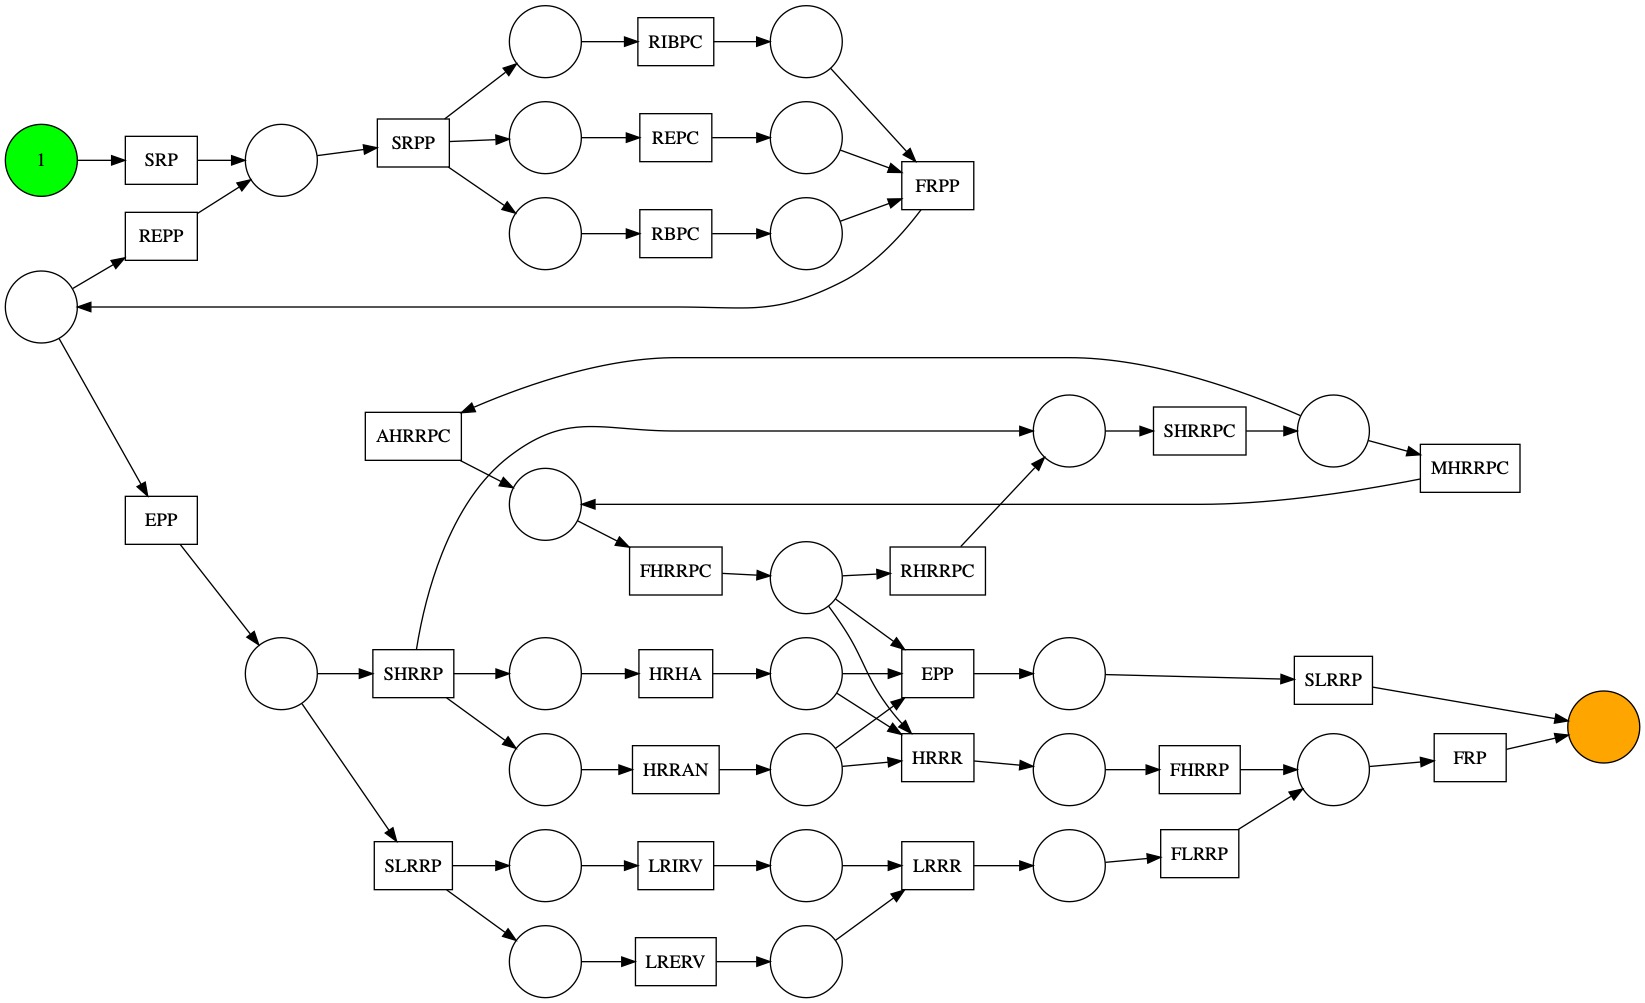 RIBPC
1
SRP
SRPP
REPC
FRPP
REPP
RBPC
AHRRPC
SHRRPC
MHRRPC
EPP
FHRRPC
RHRRPC
SHRRP
HRHA
EPP
SLRRP
HRRAN
HRRR
FHRRP
FRP
SLRRP
LRIRV
LRRR
FLRRP
LRERV